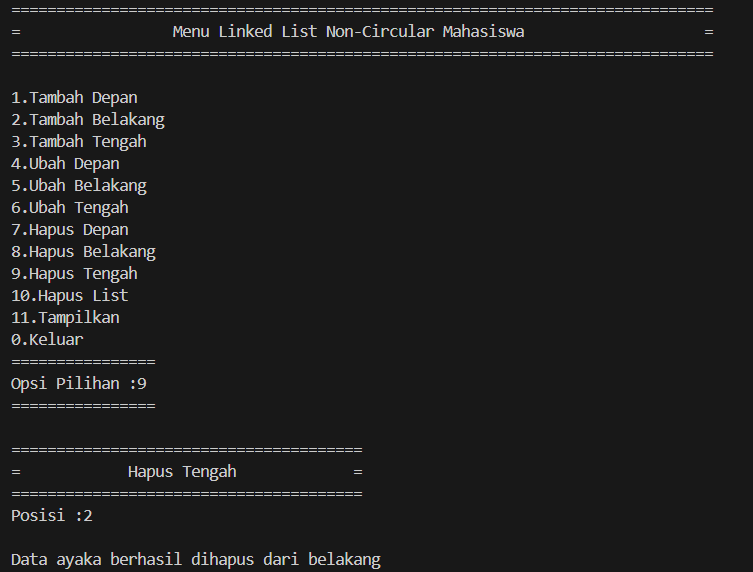 ==============================================================================
=                 Menu Linked List Non-Circular Mahasiswa                    =
==============================================================================
1.Tambah Depan
2.Tambah Belakang
3.Tambah Tengah
4.Ubah Depan
5.Ubah Belakang
6.Ubah Tengah
7.Hapus Depan
8.Hapus Belakang
9.Hapus Tengah
10.Hapus List
11.Tampilkan
0.Keluar
================
Opsi Pilihan :9
================
=======================================
=            Hapus Tengah             =
=======================================
Posisi :2
Data ayaka berhasil dihapus dari belakang